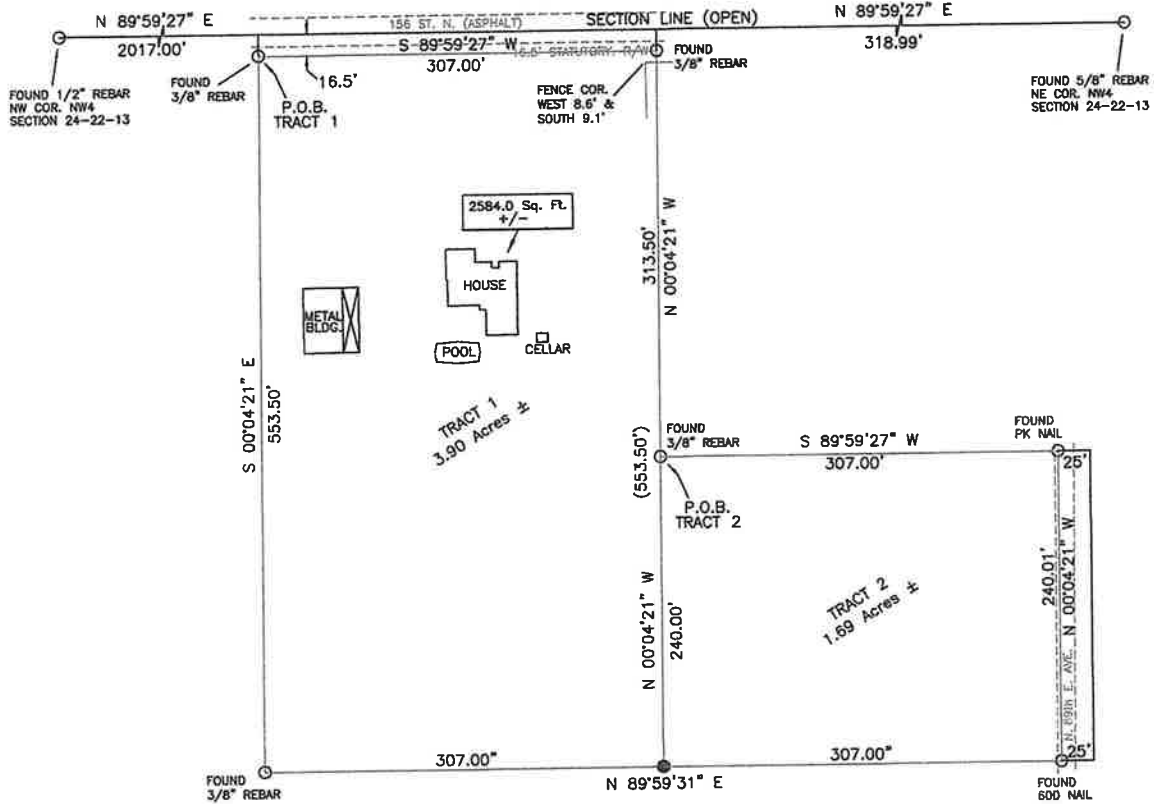 N 89°59'27" E
156 ST. N. (ASPHALT)
SECTION LINE (OPEN)
N 89°59'27" E
2017.00'
S 89°59'27" W
16.5' STATUTORY. R/W
318.99'
307.00'
16.5'
FOUND 1/2" REBAR
NW COR. NW4
SECTION 24-22-13
FOUND
3/8" REBAR
P.O.B.
TRACT 1
FENCE COR.
WEST 8.6' &
SOUTH 9.1'
FOUND
3/8" REBAR
FOUND 5/8" REBAR
NE COR. NW4
SECTION 24-22-13
2584.0 Sq. Ft.
+/-
HOUSE
METAL
BLDG.
POOL
CELLAR
313.50'
N 00°04'21" W
S 00°04'21" E
553.50'
TRACT 1
3.90 Acres ±
(553.50')
FOUND
3/8" REBAR
S 89°59'27" W
307.00'
FOUND
PK NAIL
25'
P.O.B.
TRACT 2
N 00°04'21" W
240.00'
TRACT 2
1.69 Acres ±
240.01'
N 00°04'21" W
N. 89th E. AVE.
307.00"
307.00"
25'
FOUND
3/8" REBAR
N 89°59'31" E
FOUND
60D NAIL